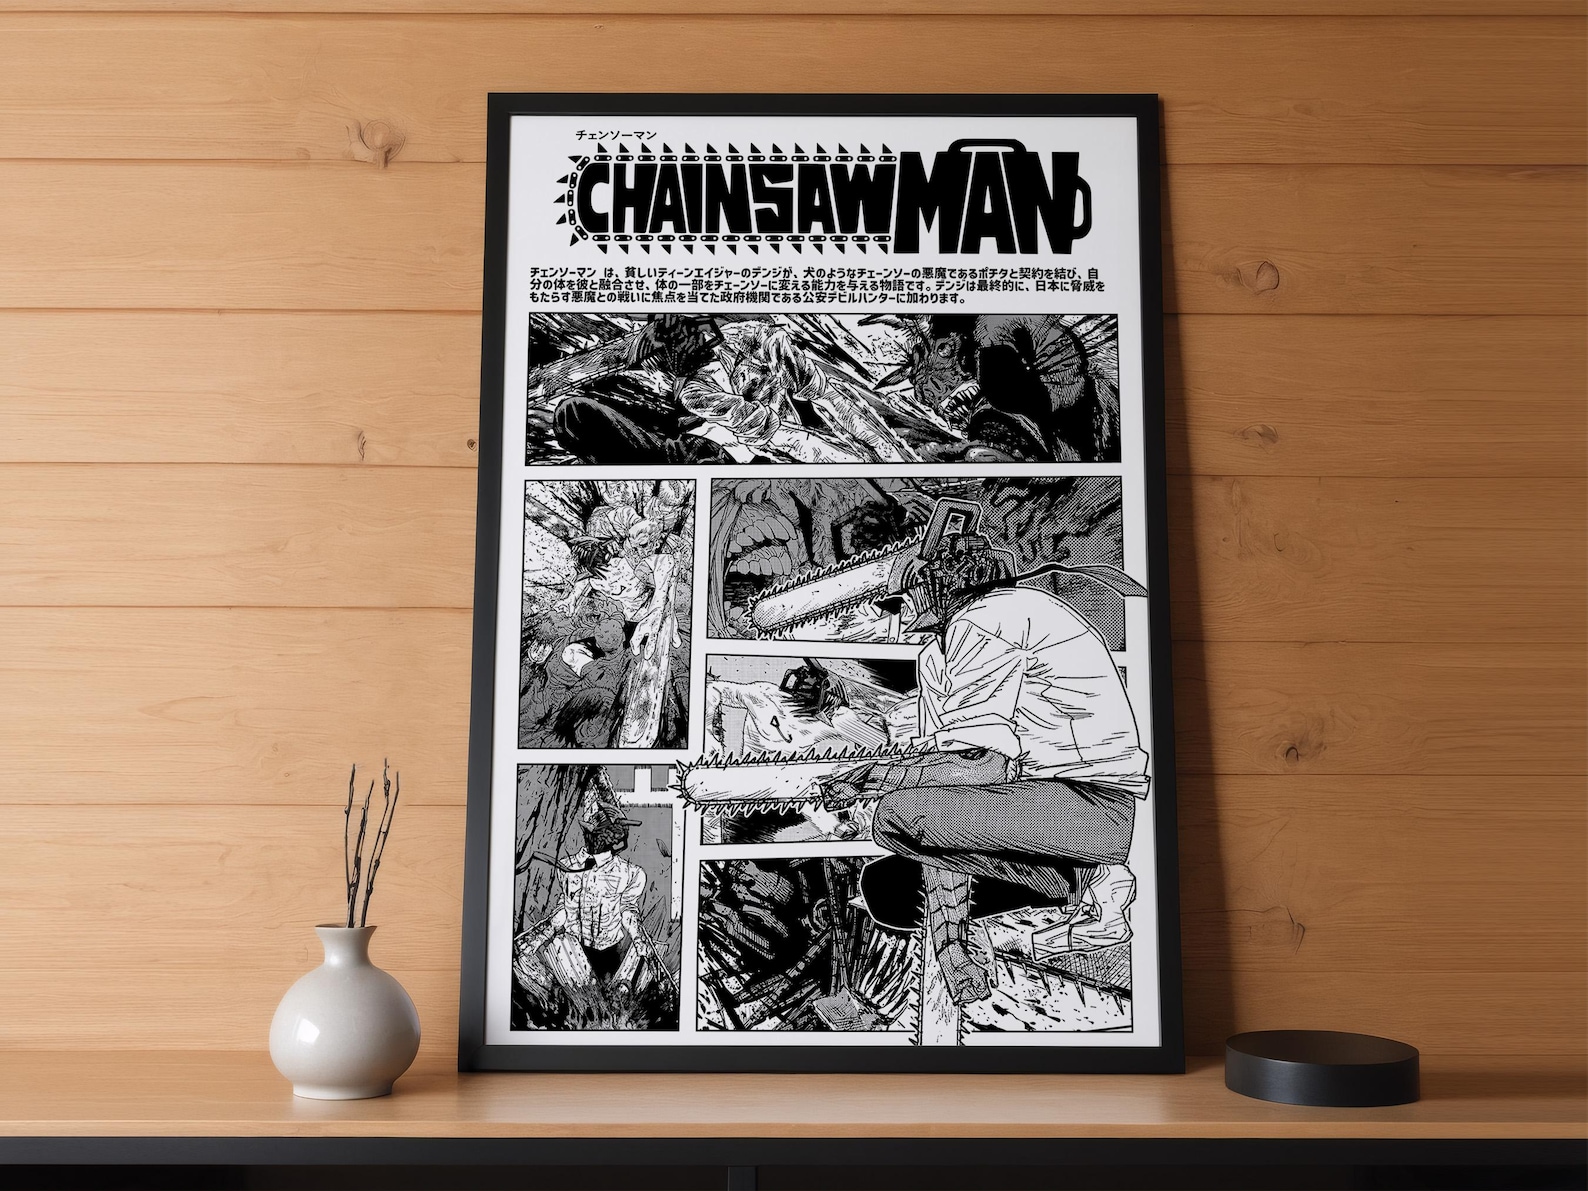 チェンソーマン
CHAINSAWMAN
チェンソーマン は、貧しいティーンエイジャーのデンジが、犬のようなチェーンソーの悪魔であるポチタと契約を結び、自
分の体を彼と融合させ、体の一部をチェーンソーに変える能力を与える物語です。デンジは最終的に、日本に脅威を
もたらす悪魔との戦いに焦点を当てた政府機関である公安デビルハンターに加わります。